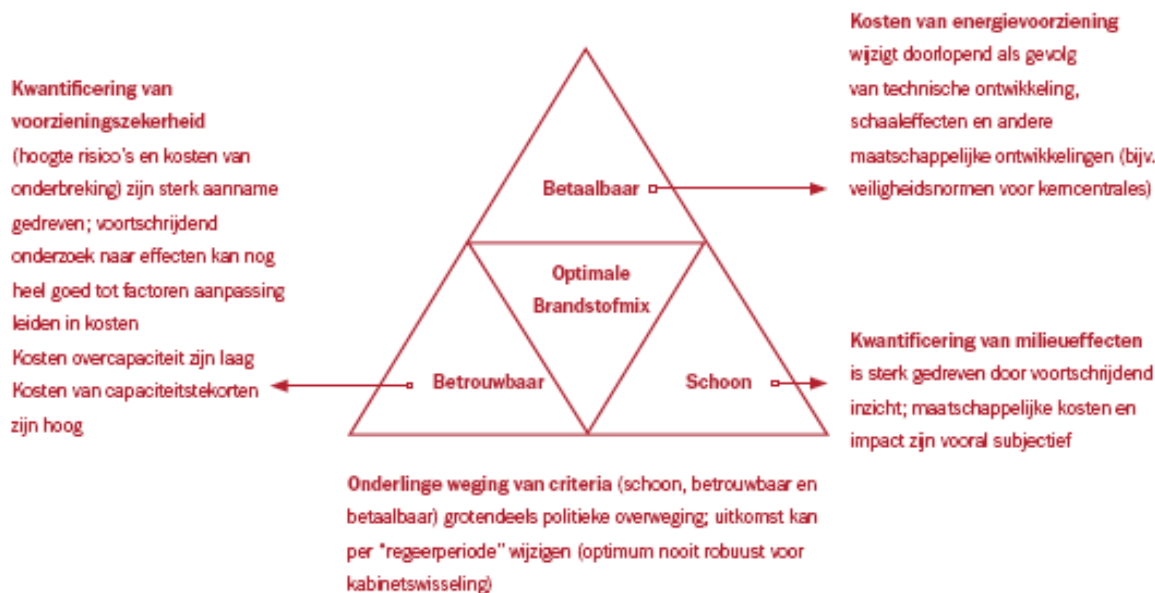 Kwantificering van
voorzieningszekerheid
(hoogte risico's en kosten van
onderbreking) zijn sterk aanname
gedreven; voortschrijdend
onderzoek naar effecten kan nog
heel goed tot factoren aanpassing
leiden in kosten
Kosten overcapaciteit zijn laag
Kosten van capaciteitstekorten
zijn hoog
Betaalbaar
Optimale
Brandstofmix
Betrouwbaar
Schoon
Kosten van energievoorziening
wijzigt doorlopend als gevolg
van technische ontwikkeling,
schaaleffecten en andere
maatschappelijke ontwikkelingen (bijv.
veiligheidsnormen voor kerncentrales)
Kwantificering van milieueffecten
is sterk gedreven door voortschrijdend
inzicht; maatschappelijke kosten en
impact zijn vooral subjectief
Onderlinge weging van criteria (schoon, betrouwbaar en
betaalbaar) grotendeels politieke overweging; uitkomst kan
per "regeerperiode" wijzigen (optimum nooit robuust voor
kabinetswisseling)